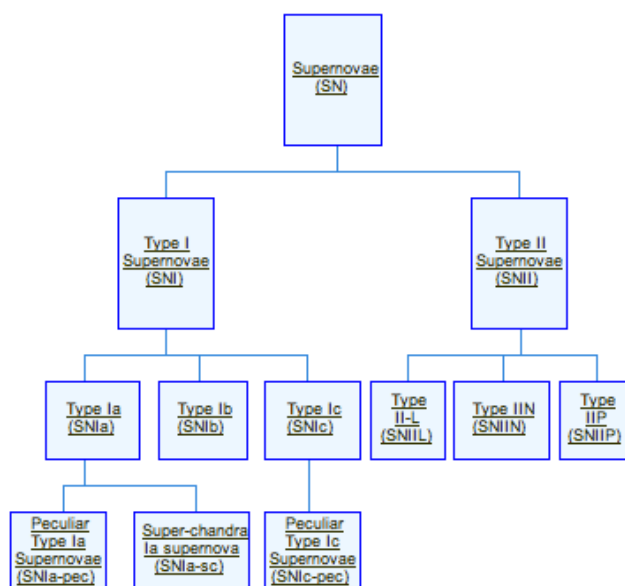 Supernovae
(SN)
Type I
Supernovae
(SNI)
Type II
Supernovae
(SNII)
Type Ia
(SNIa)
Type Ib
(SNIb)
Type Ic
(SNIc)
Type
II-L
(SNIIL)
Type IIN
(SNIIN)
Type
IIP
(SNIIP)
Peculiar
Type Ia
Supernovae
(SNIa-pec)
Super-chandra
Ia supernova
(SNIa-sc)
Peculiar
Type Ic
Supernovae
(SNIc-pec)